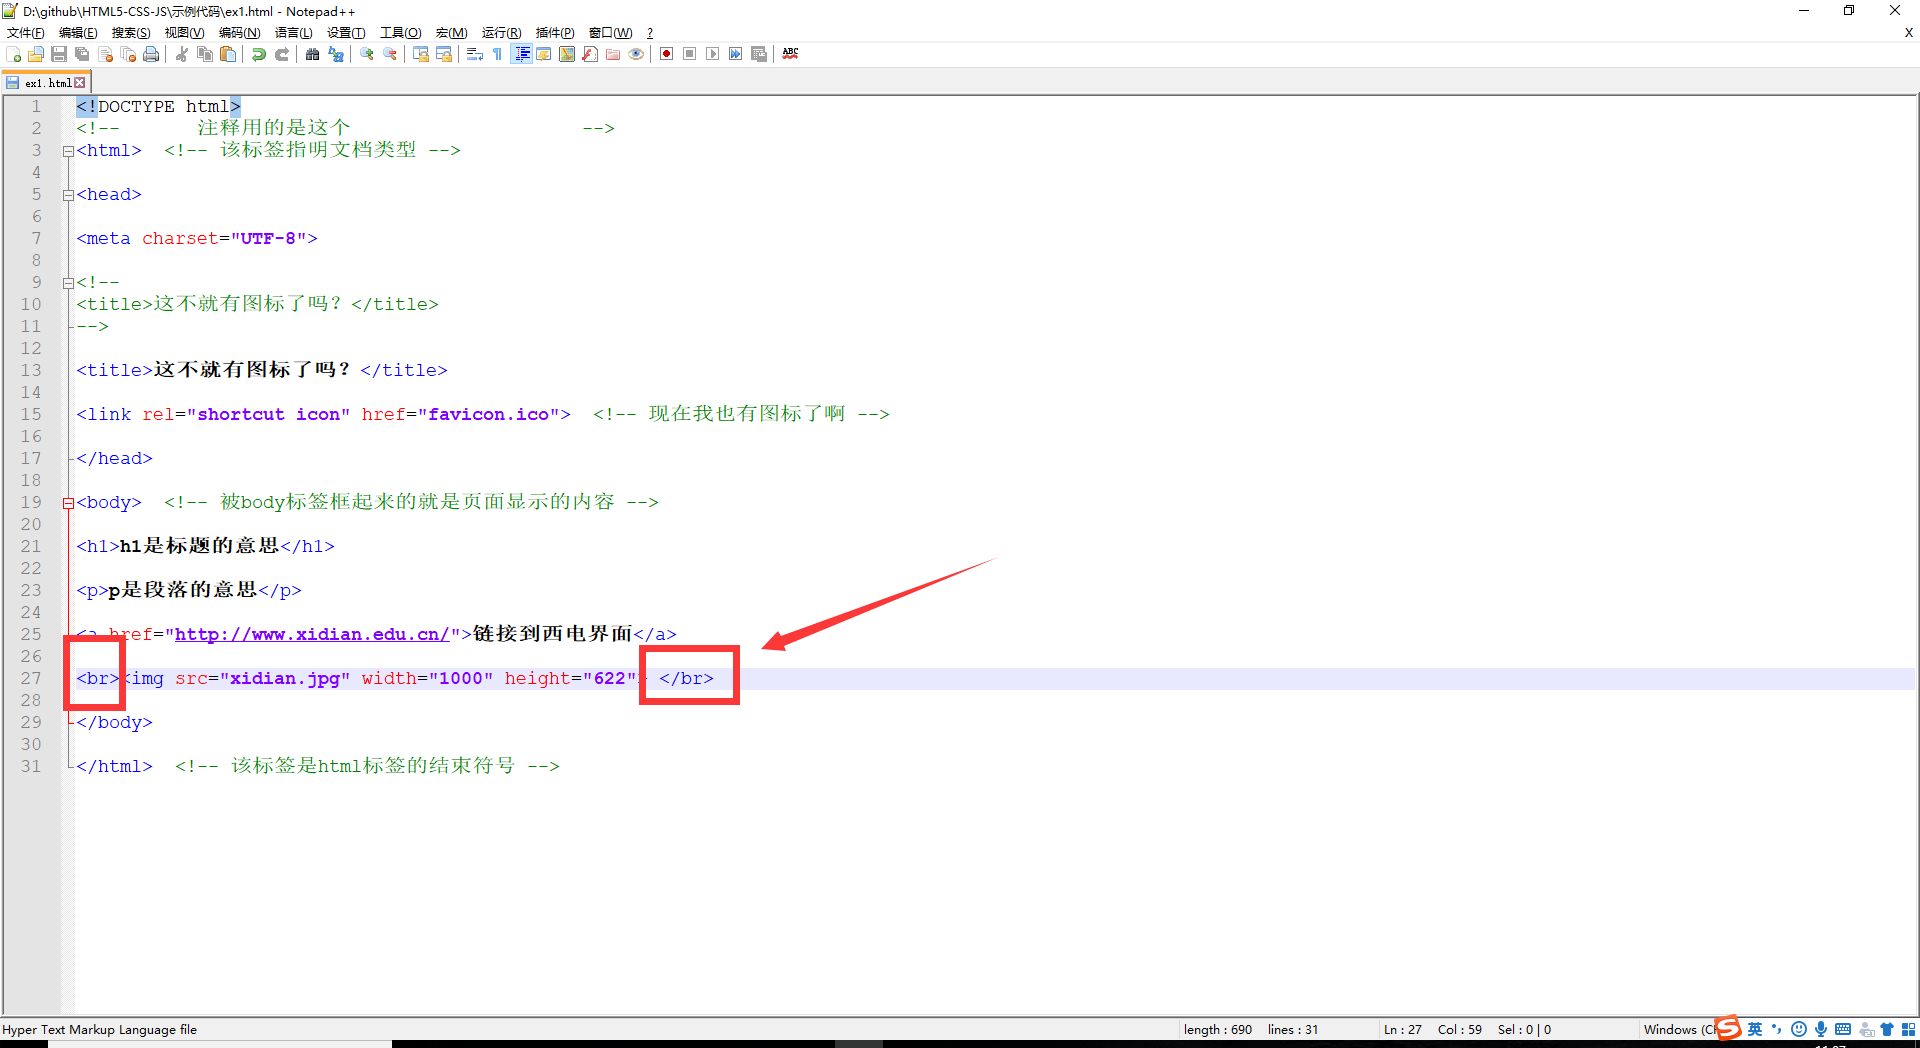 D:\github\HTML5-CSS-JS\示例代码\ex1.html - Notepad++
文件(F) 编辑(E) 搜索(S) 视图(V) 编码(N) 语言(L) 设置(T) 工具(O) 宏(M) 运行(R) 插件(P) 窗口(W) ? X
ABC
ex1.html
1 <!DOCTYPE html>
2 <!-- 注释用的是这个 -->
3 <html> <!-- 该标签指明文档类型 -->
4
5 <head>
6
7 <meta charset="UTF-8">
8
9 <!--
10 <title>这不就有图标了吗？</title>
11 -->
12
13 <title>这不就有图标了吗？</title>
14
15 <link rel="shortcut icon" href="favicon.ico"> <!-- 现在我也有图标了啊 -->
16
17 </head>
18
19 <body> <!-- 被body标签框起来的就是页面显示的内容 -->
20
21 <h1>h1是标题的意思</h1>
22
23 <p>p是段落的意思</p>
24
25 <a href="http://www.xidian.edu.cn/">链接到西电界面</a>
26
27 <br><img src="xidian.jpg" width="1000" height="622"> </br>
28
29 </body>
30
31 </html> <!-- 该标签是html标签的结束符号 -->
Hyper Text Markup Language file length : 690 lines : 31 Ln : 27 Col : 59 Sel : 0 | 0 Windows (C 英